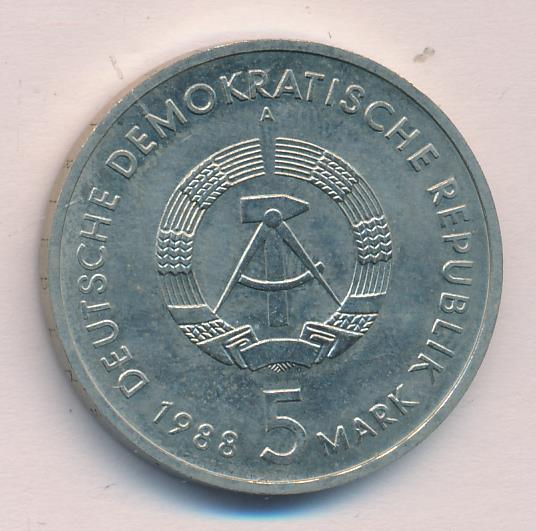 DEUTSCHE DEMOKRATISCHE REPUBLIK
A
1988 5 MARK